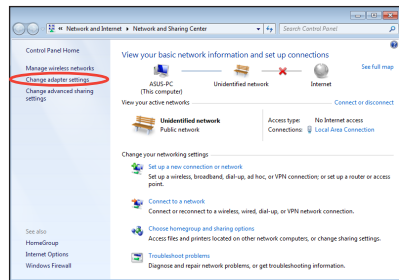 « Network and Internet ▸ Network and Sharing Center
Search Control Panel
Control Panel Home
Manage wireless networks
Change adapter settings
Change advanced sharing
settings
See also
HomeGroup
Internet Options
Windows Firewall
View your basic network information and set up connections
See full map
ASUS-PC
(This computer)
Unidentified network
Internet
View your active networks
Connect or disconnect
Unidentified network
Public network
Access type: No Internet access
Connections: Local Area Connection
Change your networking settings
Set up a new connection or network
Set up a wireless, broadband, dial-up, ad hoc, or VPN connection; or set up a router or access
point.
Connect to a network
Connect or reconnect to a wireless, wired, dial-up, or VPN network connection.
Choose homegroup and sharing options
Access files and printers located on other network computers, or change sharing settings.
Troubleshoot problems
Diagnose and repair network problems, or get troubleshooting information.